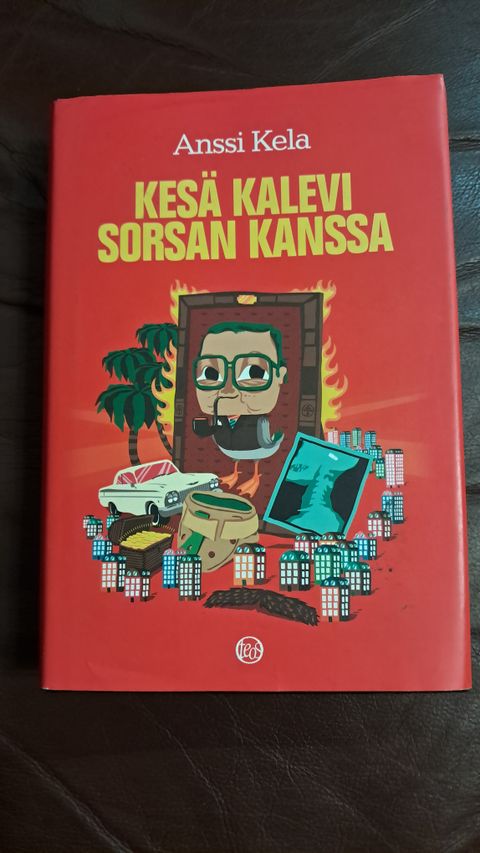 Anssi Kela
KESÄ KALEVI
SORSAN KANSSA
teos